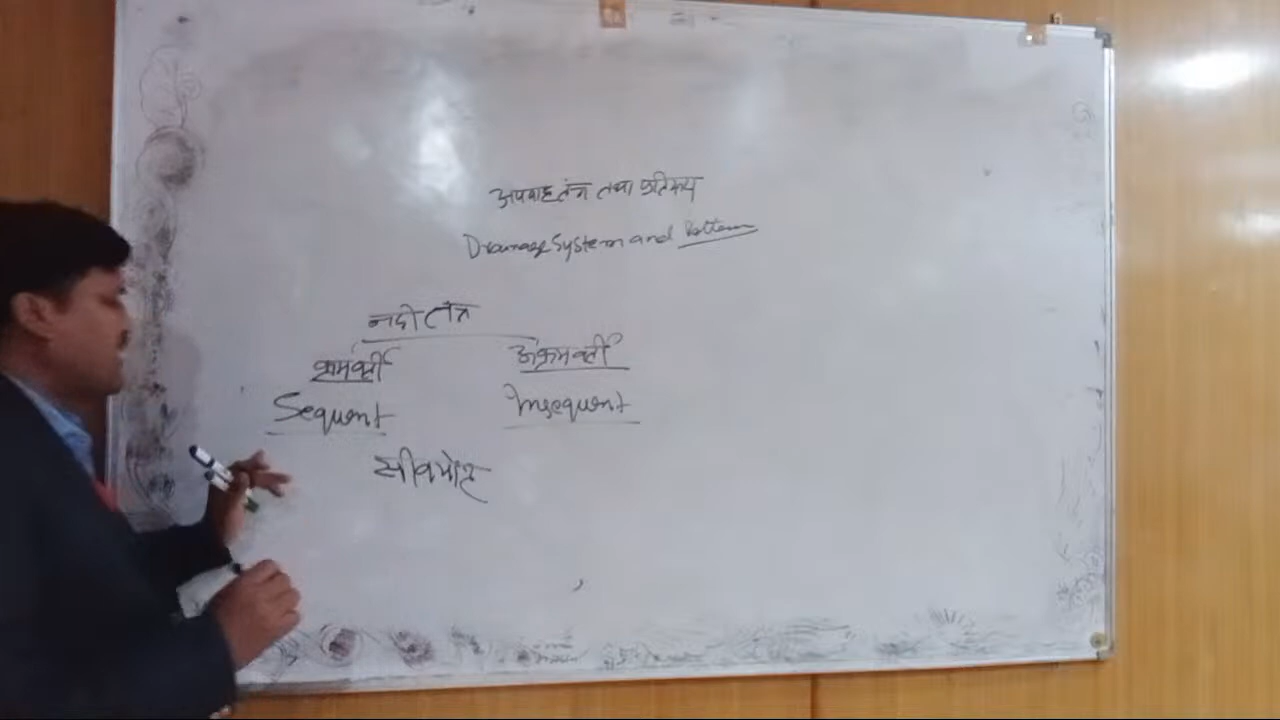 अपवाह तंत्र तथा प्रतिरूप
Drainage System and Pattern
नदी तंत्र
क्रमवर्ती अक्रमवर्ती
Sequent Insequent